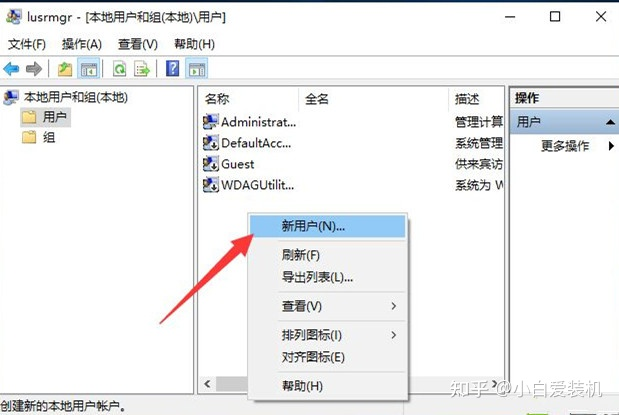 lusrmgr - [本地用户和组(本地)\用户]
文件(F) 操作(A) 查看(V) 帮助(H)
本地用户和组(本地)
用户
组
名称 全名 描述
Administrat... 管理计算
DefaultAcc... 系统管理
Guest 供来宾访
WDAGUtilit... 系统为 W
操作
用户
更多操作
新用户(N)...
刷新(F)
导出列表(L)...
查看(V)
排列图标(I)
对齐图标(E)
帮助(H)
创建新的本地用户帐户。
知乎 @小白爱装机